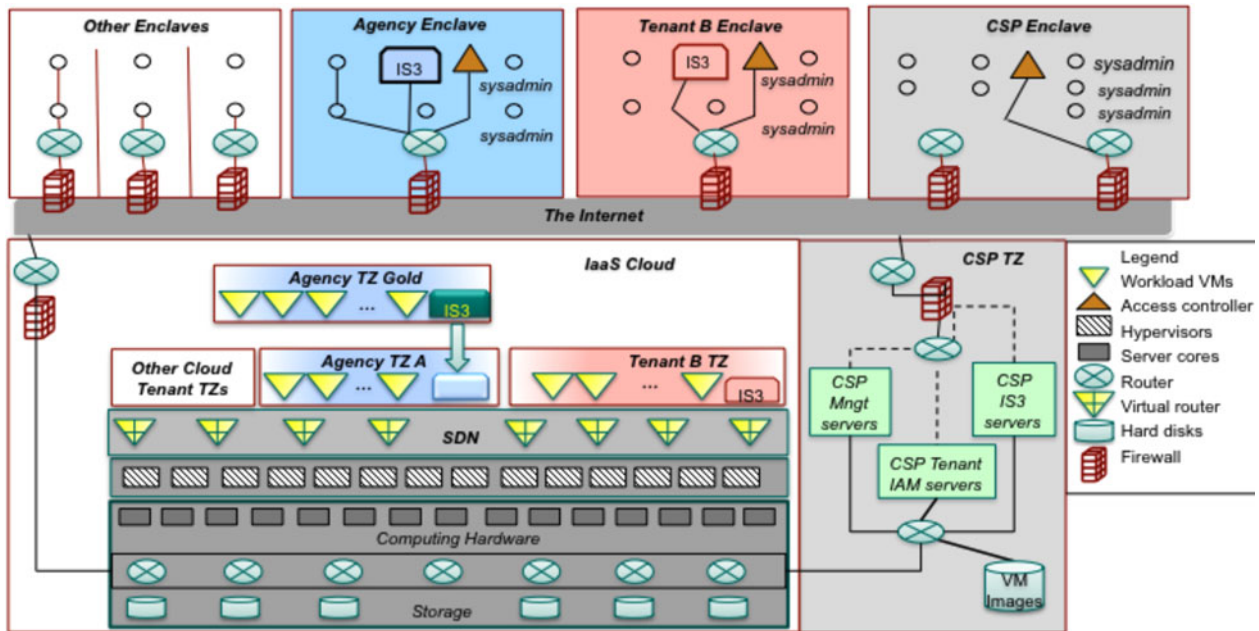 Other Enclaves
Agency Enclave
IS3
sysadmin
sysadmin
Tenant B Enclave
IS3
sysadmin
sysadmin
CSP Enclave
sysadmin
sysadmin
sysadmin
The Internet
IaaS Cloud
Agency TZ Gold
...
IS3
Other Cloud
Tenant TZs
Agency TZ A
...
Tenant B TZ
...
IS3
SDN
Computing Hardware
Storage
CSP TZ
CSP
Mngt
servers
CSP
IS3
servers
CSP Tenant
IAM servers
VM
Images
Legend
Workload VMs
Access controller
Hypervisors
Server cores
Router
Virtual router
Hard disks
Firewall